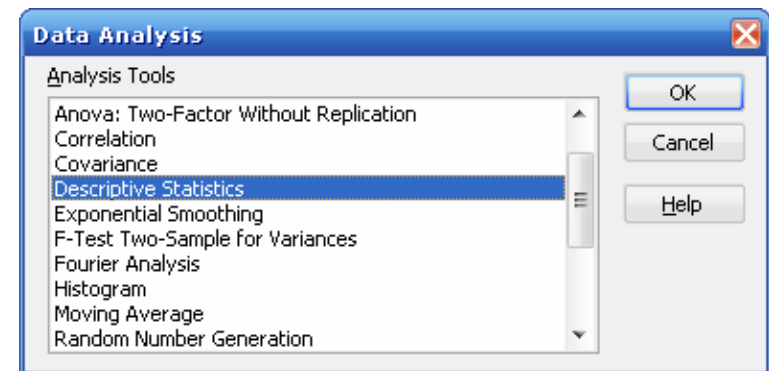 Data Analysis
Analysis Tools
Anova: Two-Factor Without Replication
Correlation
Covariance
Descriptive Statistics
Exponential Smoothing
F-Test Two-Sample for Variances
Fourier Analysis
Histogram
Moving Average
Random Number Generation
OK
Cancel
Help